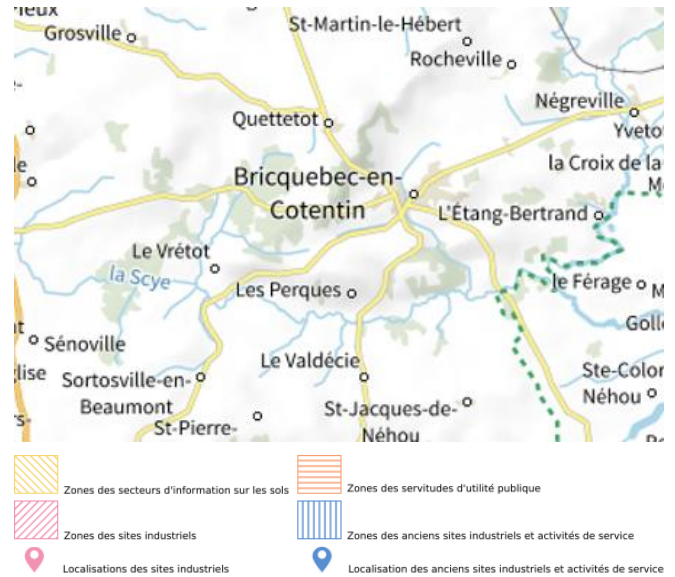 Grosville
St-Martin-le-Hébert
Rocheville
Négreville
Quettetot
la Croix de la
Bricquebec-en-
Cotentin
L'Étang-Bertrand
Le Vrétot
la Scye
Les Perques
le Férage
Sénoville
Le Valdécie
Sortosville-en-
Beaumont
St-Pierre-
St-Jacques-de-
Néhou
Néhou
Zones des secteurs d'information sur les sols
Zones des servitudes d'utilité publique
Zones des sites industriels
Zones des anciens sites industriels et activités de service
Localisations des sites industriels
Localisation des anciens sites industriels et activités de service